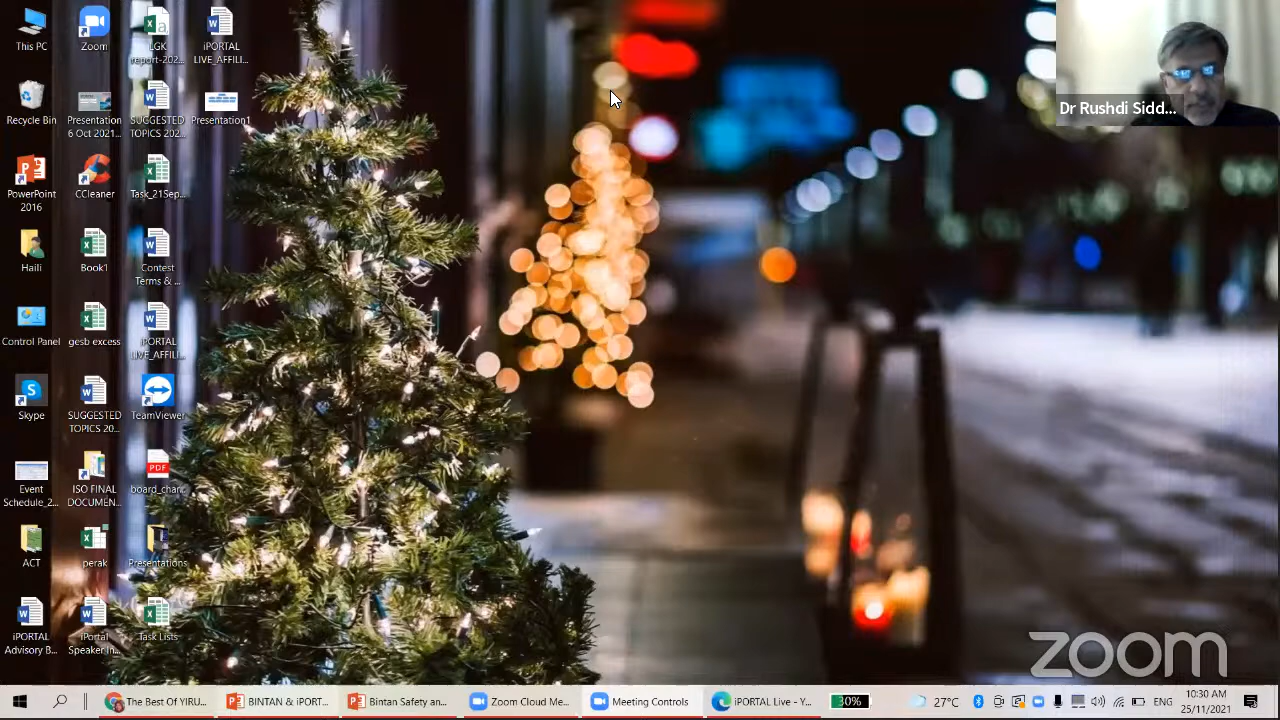 This PC
Zoom
LGK
report-202...
iPORTAL
LIVE_AFFILI...
Recycle Bin
Presentation
6 Oct 2021...
SUGGESTED
TOPICS 202...
Presentation1
PowerPoint
2016
CCleaner
Task_21Sep...
Haili
Book1
Contest
Terms & ...
Control Panel
gesb excess
iPORTAL
LIVE_AFFILI...
Skype
SUGGESTED
TOPICS 20...
TeamViewer
Event
Schedule_2...
ISO FINAL
DOCUMEN...
PDF
board_char...
ACT
perak
Presentations
iPORTAL
Advisory B...
iPortal
Speaker In...
Task Lists
Dr Rushdi Sidd...
zoom
The Best Of YIRU...
BINTAN & iPORT...
Bintan Safety an...
Zoom Cloud Me...
Meeting Controls
iPORTAL Live - Y...
30%
27°C
ENG
10:30 AM
25/11/2021